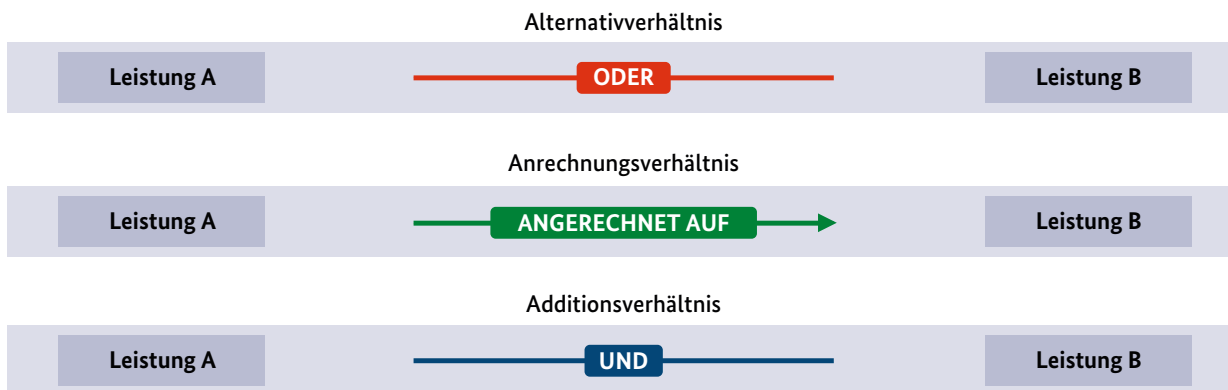 Alternativverhältnis
Leistung A ODER Leistung B
Anrechnungsverhältnis
Leistung A ANGERECHNET AUF Leistung B
Additionsverhältnis
Leistung A UND Leistung B